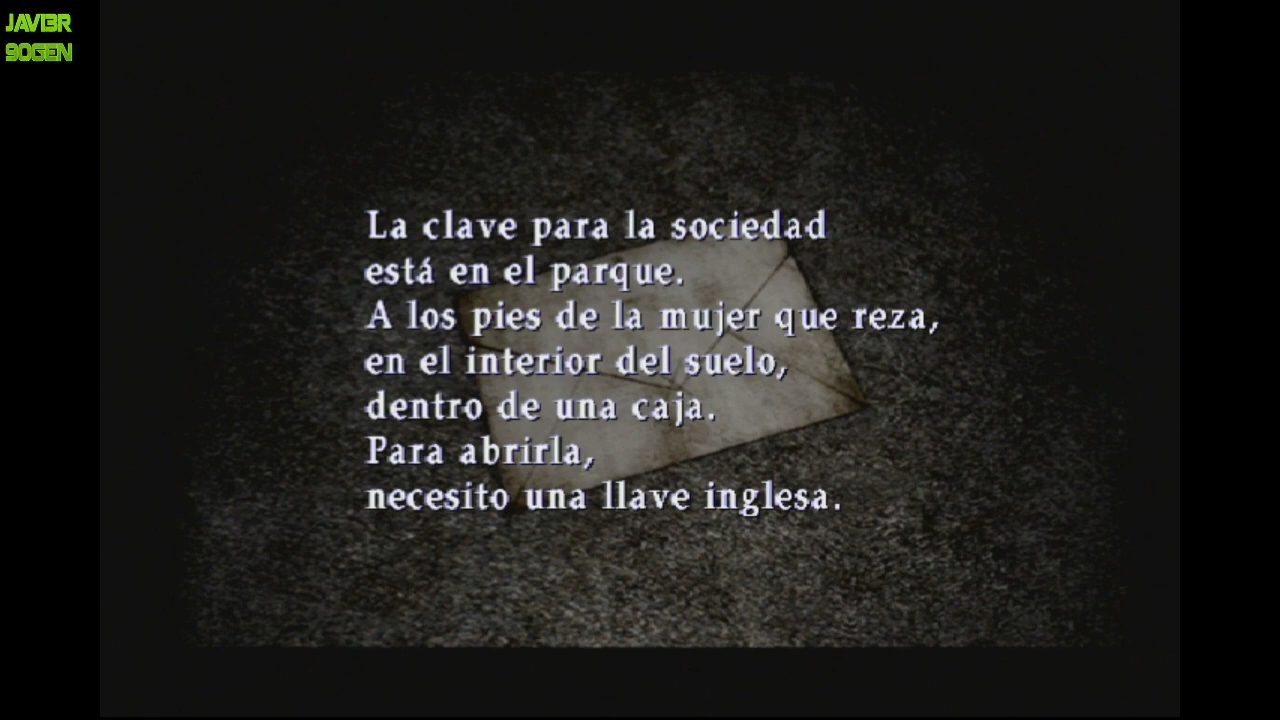 JAVI3R
90GEN
La clave para la sociedad
está en el parque.
A los pies de la mujer que reza,
en el interior del suelo,
dentro de una caja.
Para abrirla,
necesito una llave inglesa.